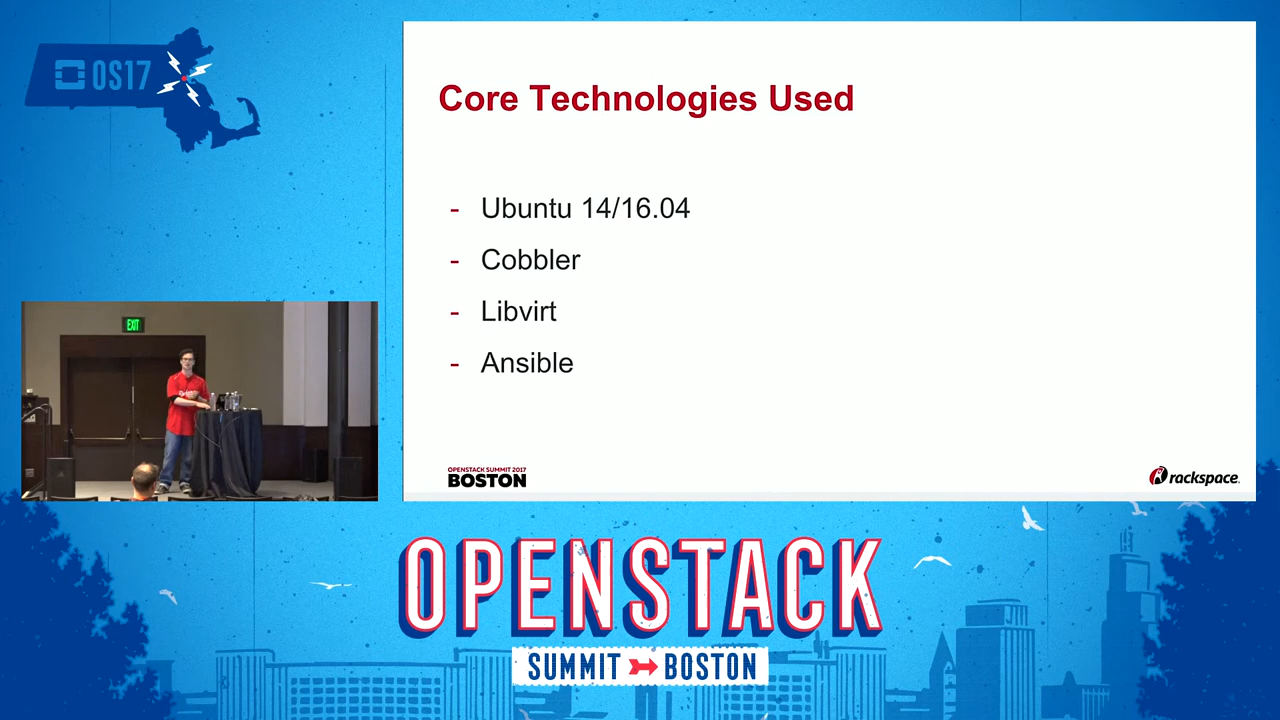 OS17
Core Technologies Used
- Ubuntu 14/16.04
- Cobbler
- Libvirt
- Ansible
OPENSTACK SUMMIT 2017
BOSTON
rackspace.
EXIT
OPENSTACK
SUMMIT BOSTON